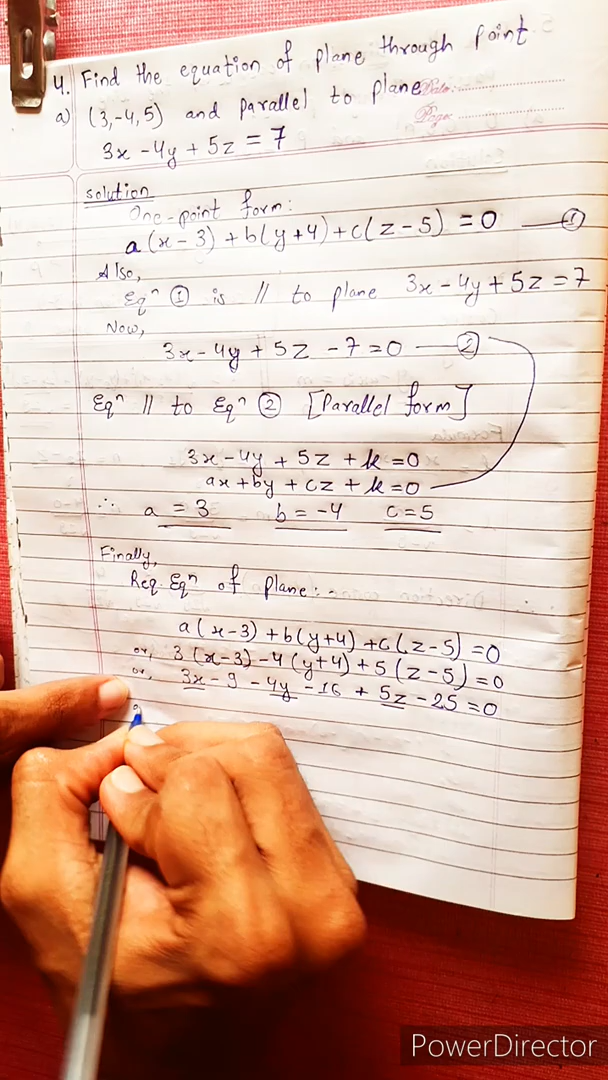 4. Find the equation of plane through point
a) (3,-4,5) and parallel to plane
Date:
Page:
3x - 4y + 5z = 7
solution
One-point form:
a(x-3) + b(y+4) + c(z-5) = 0 — ①
Also,
Eqⁿ ① is // to plane 3x - 4y + 5z = 7
Now,
3x - 4y + 5z - 7 = 0 — ②
Eqⁿ // to Eqⁿ ② [Parallel form]
3x - 4y + 5z + k = 0
ax + by + cz + k = 0
∴ a = 3 b = -4 c = 5
Finally,
Req. Eqⁿ of plane:-
a(x-3) + b(y+4) + c(z-5) = 0
or, 3(x-3) - 4(y+4) + 5(z-5) = 0
or, 3x - 9 - 4y - 16 + 5z - 25 = 0
PowerDirector